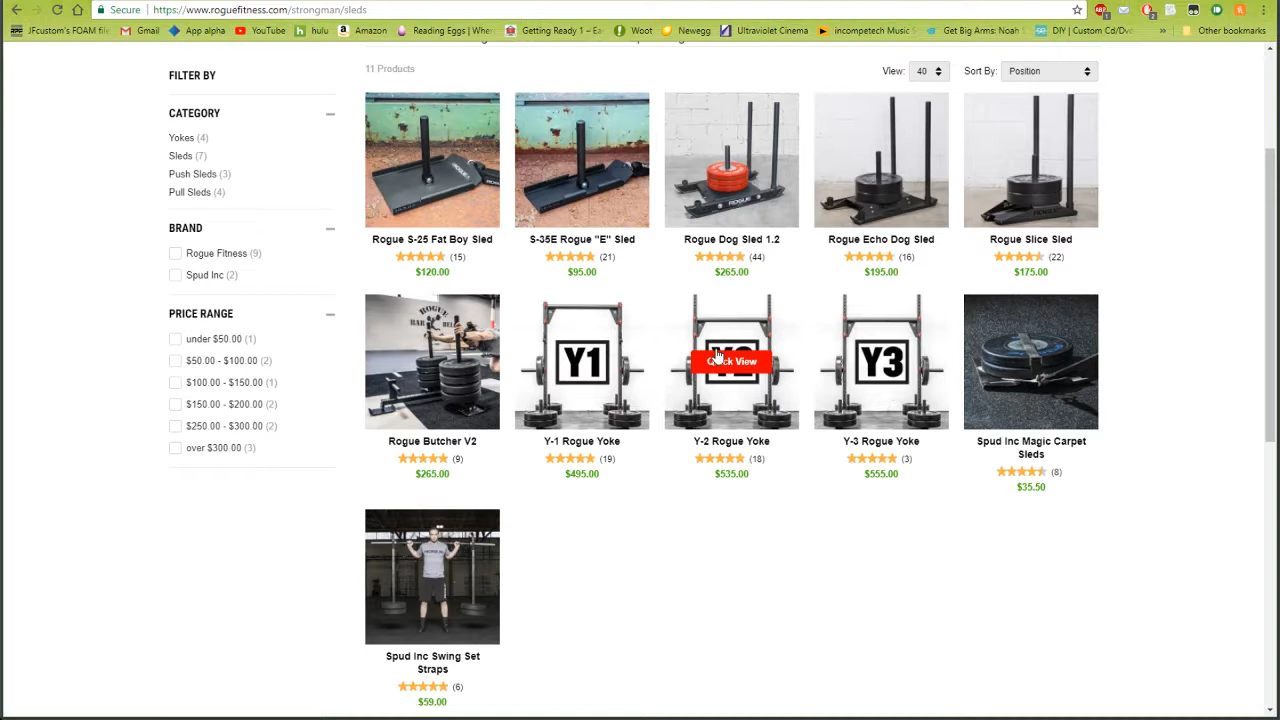 Secure
https://www.roguefitness.com/strongman/sleds
JFcustom's FOAM file
Gmail
App alpha
YouTube
hulu
Amazon
Reading Eggs | Where
Getting Ready 1 – Ea
Woot
Newegg
Ultraviolet Cinema
incompetech Music S
Get Big Arms: Noah
DIY | Custom Cd/Dvd
Other bookmarks
FILTER BY
11 Products
View: 40
Sort By: Position
CATEGORY
Yokes (4)
Sleds (7)
Push Sleds (3)
Pull Sleds (4)
BRAND
Rogue Fitness (9)
Spud Inc (2)
PRICE RANGE
under $50.00 (1)
$50.00 - $100.00 (2)
$100.00 - $150.00 (1)
$150.00 - $200.00 (2)
$250.00 - $300.00 (2)
over $300.00 (3)
Rogue S-25 Fat Boy Sled
(15)
$120.00
S-35E Rogue "E" Sled
(21)
$95.00
ROGUE
Rogue Dog Sled 1.2
(44)
$265.00
Rogue Echo Dog Sled
(16)
$195.00
Rogue Slice Sled
(22)
$175.00
ROGUE
Rogue Butcher V2
(9)
$265.00
Y1
Y-1 Rogue Yoke
(19)
$495.00
Quick View
Y-2 Rogue Yoke
(18)
$535.00
Y3
Y-3 Rogue Yoke
(3)
$555.00
Spud Inc Magic Carpet
Sleds
(8)
$35.50
Spud Inc Swing Set
Straps
(6)
$59.00